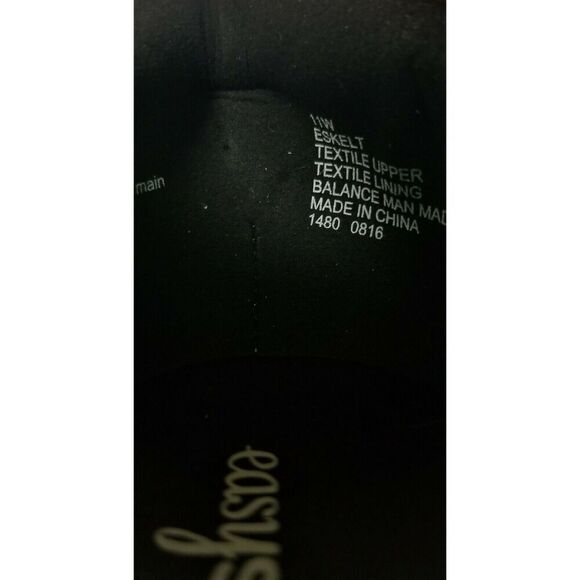 main
11W
ESKELT
TEXTILE UPPER
TEXTILE LINING
BALANCE MAN MAD
MADE IN CHINA
1480 0816
easys